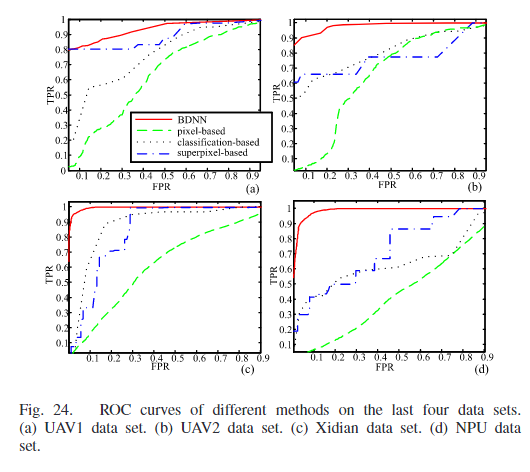 1
0.9
0.8
0.7
0.6
0.5
0.4
0.3
0.2
0.1
0
TPR
0.1 0.2 0.3 0.4 0.5 0.6 0.7 0.8 0.9
FPR
(a)
BDNN
pixel-based
classification-based
superpixel-based
1
0.9
0.8
0.7
0.6
0.5
0.4
0.3
0.2
0.1
TPR
0.1 0.2 0.3 0.4 0.5 0.6 0.7 0.8 0.9
FPR
(b)
1
0.9
0.8
0.7
0.6
0.5
0.4
0.3
0.2
0.1
TPR
0.1 0.2 0.3 0.4 0.5 0.6 0.7 0.8 0.9
FPR
(c)
1
0.9
0.8
0.7
0.6
0.5
0.4
0.3
0.2
0.1
TPR
0.1 0.2 0.3 0.4 0.5 0.6 0.7 0.8 0.9
FPR
(d)
Fig. 24. ROC curves of different methods on the last four data sets.
(a) UAV1 data set. (b) UAV2 data set. (c) Xidian data set. (d) NPU data
set.